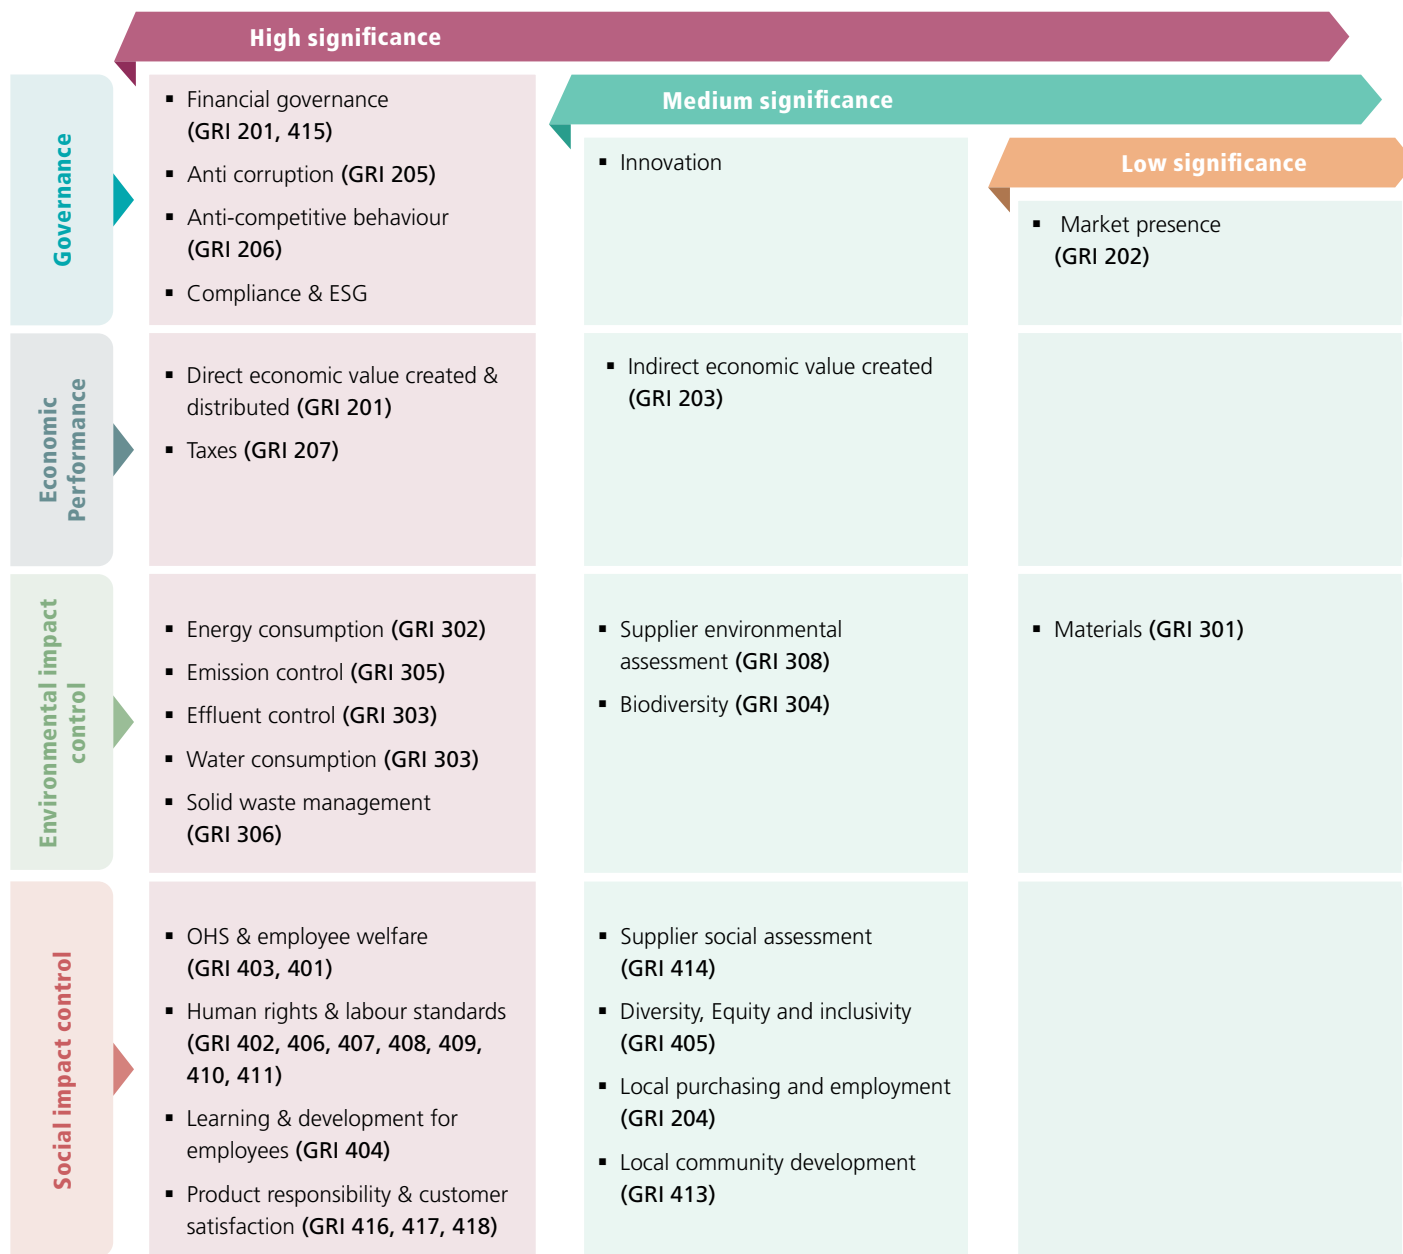 High significance
Medium significance
Low significance
Governance
▪ Financial governance
(GRI 201, 415)
▪ Anti corruption (GRI 205)
▪ Anti-competitive behaviour
(GRI 206)
▪ Compliance & ESG
▪ Innovation
▪ Market presence
(GRI 202)
Economic
Performance
▪ Direct economic value created &
distributed (GRI 201)
▪ Taxes (GRI 207)
▪ Indirect economic value created
(GRI 203)
Environmental impact
control
▪ Energy consumption (GRI 302)
▪ Emission control (GRI 305)
▪ Effluent control (GRI 303)
▪ Water consumption (GRI 303)
▪ Solid waste management
(GRI 306)
▪ Supplier environmental
assessment (GRI 308)
▪ Biodiversity (GRI 304)
▪ Materials (GRI 301)
Social impact control
▪ OHS & employee welfare
(GRI 403, 401)
▪ Human rights & labour standards
(GRI 402, 406, 407, 408, 409,
410, 411)
▪ Learning & development for
employees (GRI 404)
▪ Product responsibility & customer
satisfaction (GRI 416, 417, 418)
▪ Supplier social assessment
(GRI 414)
▪ Diversity, Equity and inclusivity
(GRI 405)
▪ Local purchasing and employment
(GRI 204)
▪ Local community development
(GRI 413)